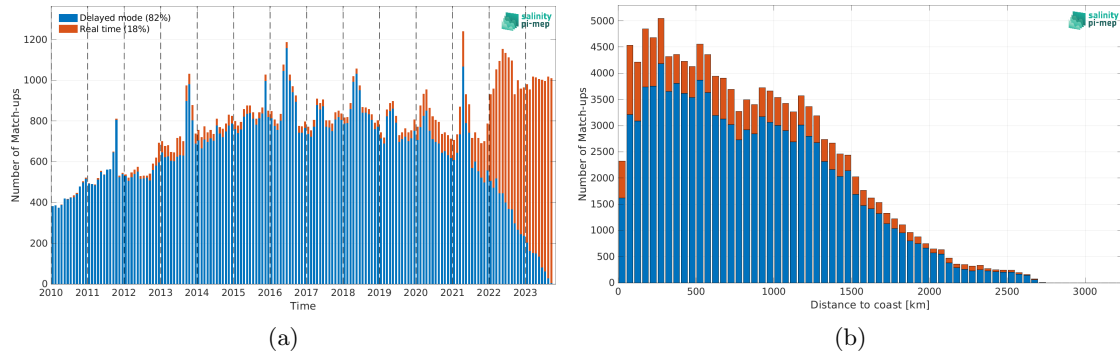 Delayed mode (82%)
Real time (18%)
salinity
pi-mep
Number of Match-ups
1200
1000
800
600
400
200
0
2010 2011 2012 2013 2014 2015 2016 2017 2018 2019 2020 2021 2022 2023
Time
(a)
salinity
pi-mep
Number of Match-ups
5000
4500
4000
3500
3000
2500
2000
1500
1000
500
0
0 500 1000 1500 2000 2500 3000
Distance to coast [km]
(b)